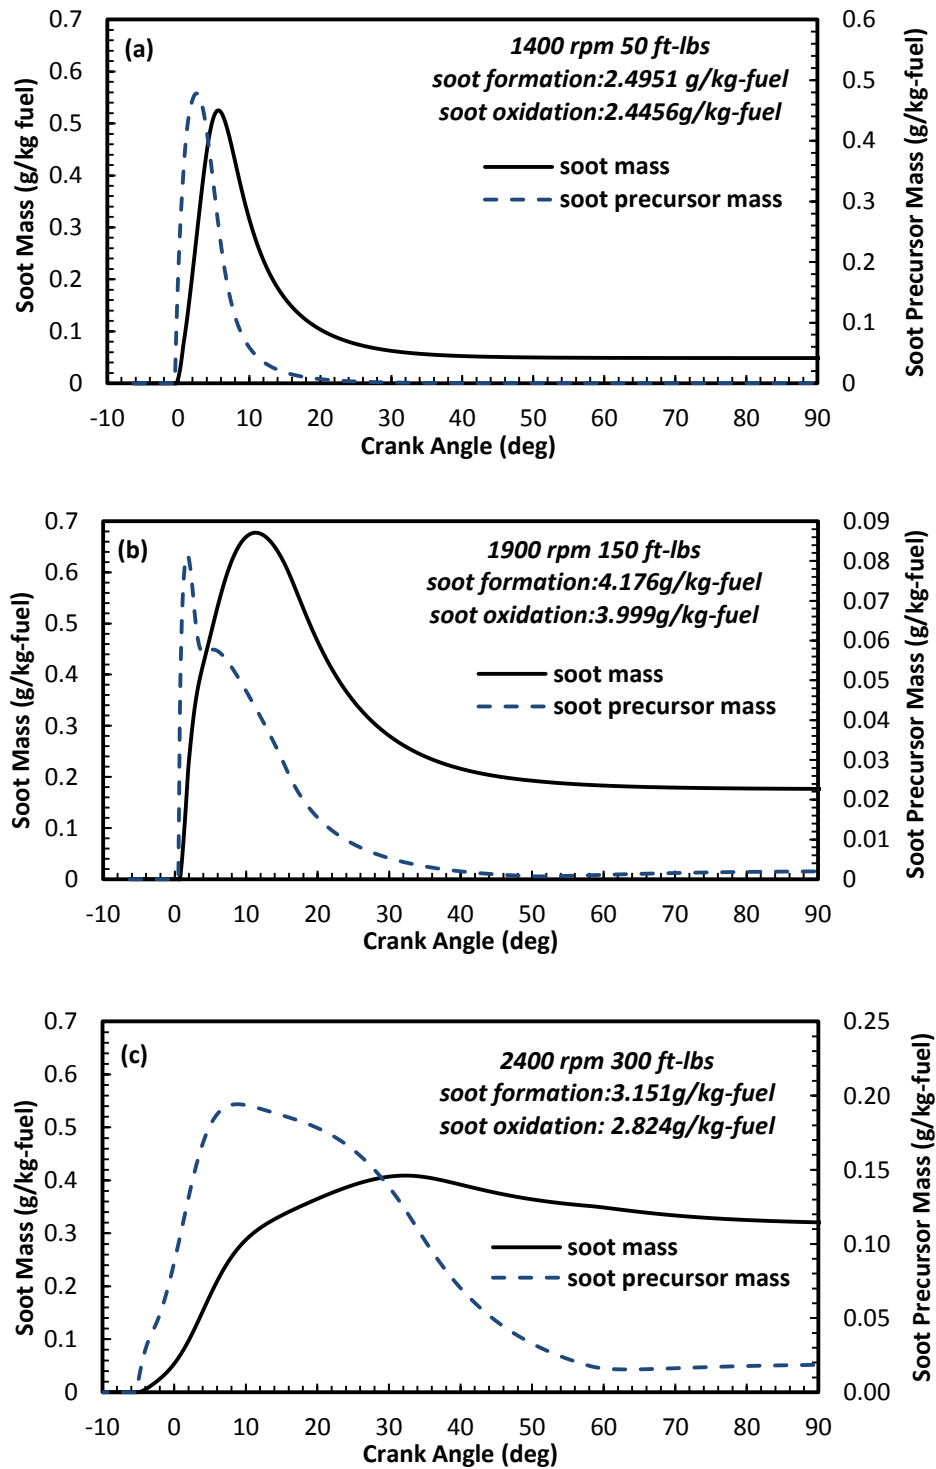 (a)
1400 rpm 50 ft-lbs
soot formation:2.4951 g/kg-fuel
soot oxidation:2.4456g/kg-fuel
soot mass
soot precursor mass
Soot Mass (g/kg fuel)
0.7
0.6
0.5
0.4
0.3
0.2
0.1
0
Soot Precursor Mass (g/kg-fuel)
0.6
0.5
0.4
0.3
0.2
0.1
0
-10 0 10 20 30 40 50 60 70 80 90
Crank Angle (deg)
(b)
1900 rpm 150 ft-lbs
soot formation:4.176g/kg-fuel
soot oxidation:3.999g/kg-fuel
soot mass
soot precursor mass
Soot Mass (g/kg-fuel)
0.7
0.6
0.5
0.4
0.3
0.2
0.1
0
Soot Precursor Mass (g/kg-fuel)
0.09
0.08
0.07
0.06
0.05
0.04
0.03
0.02
0.01
0
-10 0 10 20 30 40 50 60 70 80 90
Crank Angle (deg)
(c)
2400 rpm 300 ft-lbs
soot formation:3.151g/kg-fuel
soot oxidation: 2.824g/kg-fuel
soot mass
soot precursor mass
Soot Mass (g/kg-fuel)
0.7
0.6
0.5
0.4
0.3
0.2
0.1
0
Soot Precursor Mass (g/kg-fuel)
0.25
0.20
0.15
0.10
0.05
0.00
-10 0 10 20 30 40 50 60 70 80 90
Crank Angle (deg)